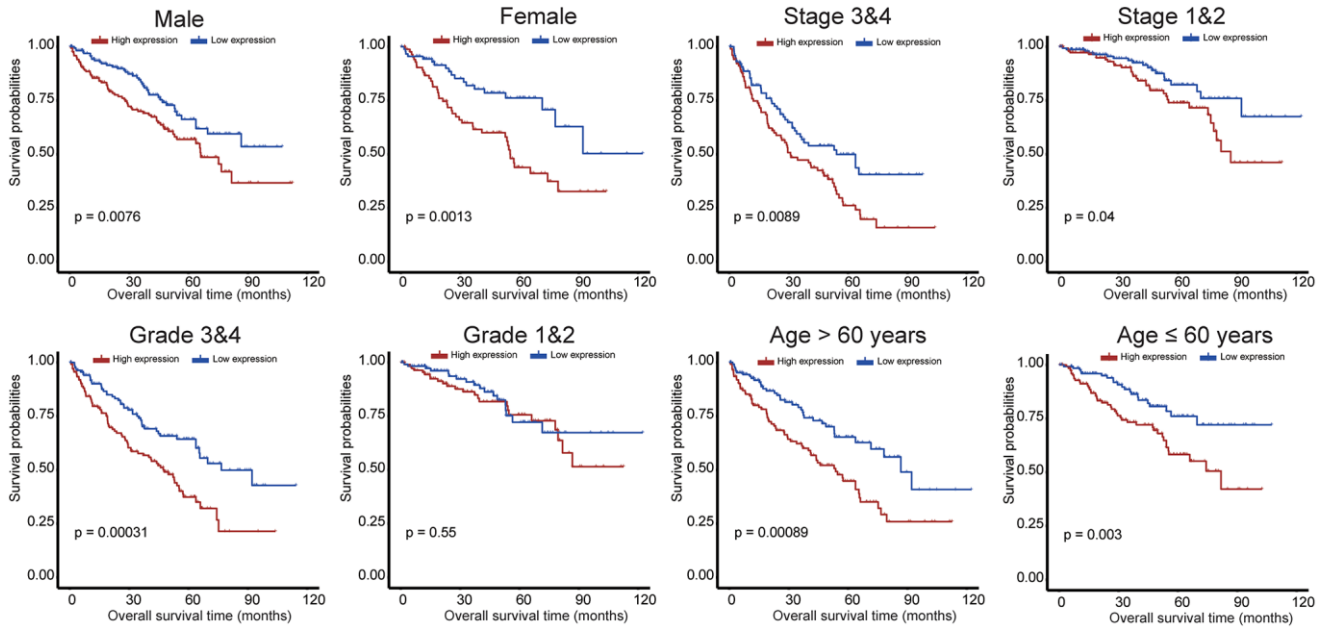 Male
High expression Low expression
1.00
0.75
0.50
0.25
0.00
Survival probabilities
p = 0.0076
0 30 60 90 120
Overall survival time (months)
Female
High expression Low expression
1.00
0.75
0.50
0.25
0.00
Survival probabilities
p = 0.0013
0 30 60 90 120
Overall survival time (months)
Stage 3&4
High expression Low expression
1.00
0.75
0.50
0.25
0.00
Survival probabilities
p = 0.0089
0 30 60 90 120
Overall survival time (months)
Stage 1&2
High expression Low expression
1.00
0.75
0.50
0.25
0.00
Survival probabilities
p = 0.04
0 30 60 90 120
Overall survival time (months)
Grade 3&4
High expression Low expression
1.00
0.75
0.50
0.25
0.00
Survival probabilities
p = 0.00031
0 30 60 90 120
Overall survival time (months)
Grade 1&2
High expression Low expression
1.00
0.75
0.50
0.25
0.00
Survival probabilities
p = 0.55
0 30 60 90 120
Overall survival time (months)
Age > 60 years
High expression Low expression
1.00
0.75
0.50
0.25
0.00
Survival probabilities
p = 0.00089
0 30 60 90 120
Overall survival time (months)
Age ≤ 60 years
High expression Low expression
1.00
0.75
0.50
0.25
0.00
Survival probabilities
p = 0.003
0 30 60 90 120
Overall survival time (months)